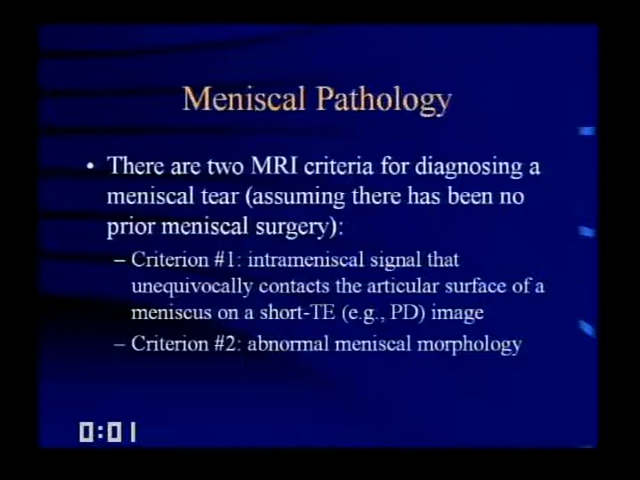 Meniscal Pathology
• There are two MRI criteria for diagnosing a
meniscal tear (assuming there has been no
prior meniscal surgery):
– Criterion #1: intrameniscal signal that
unequivocally contacts the articular surface of a
meniscus on a short-TE (e.g., PD) image
– Criterion #2: abnormal meniscal morphology
0:01